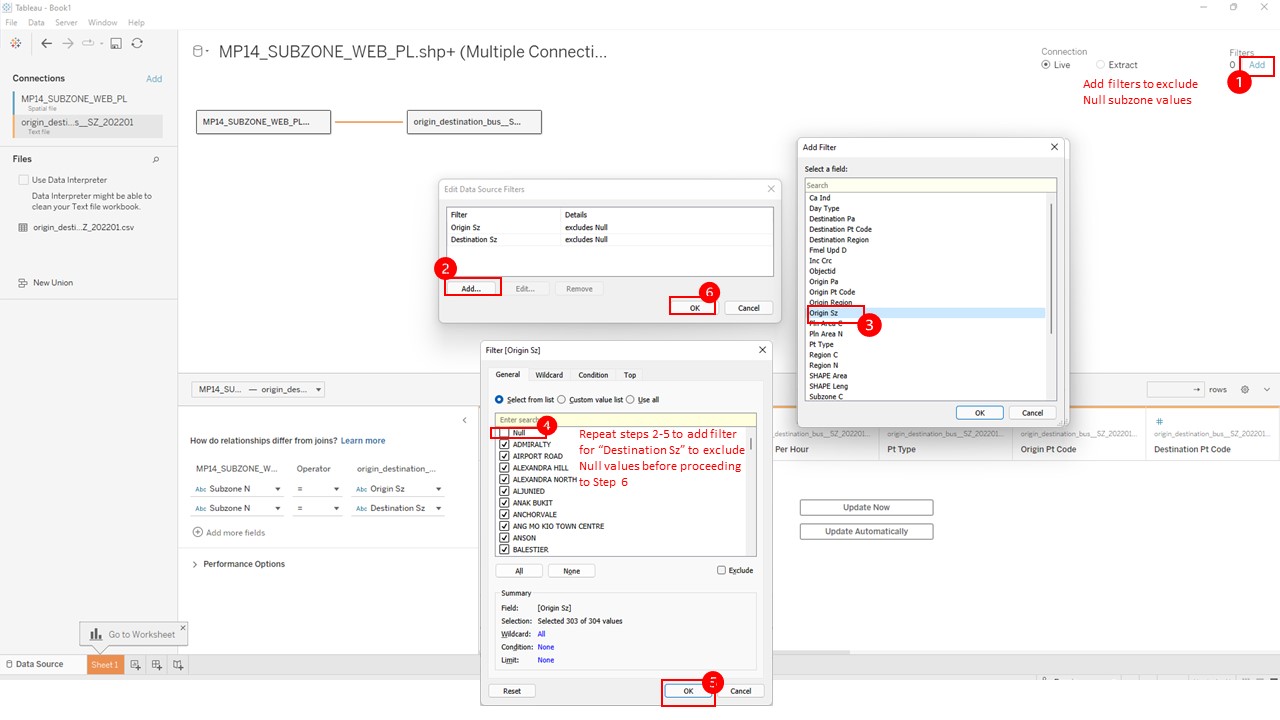 Tableau - Book1
File Data Server Window Help
Connections Add
MP14_SUBZONE_WEB_PL
Spatial file
origin_desti...s__SZ_202201
Text file
Files
Use Data Interpreter
Data Interpreter might be able to
clean your Text file workbook.
origin_desti...Z_202201.csv
New Union
MP14_SUBZONE_WEB_PL.shp+ (Multiple Connecti...
Connection
Live Extract
Filters
0 Add
1
Add filters to exclude
Null subzone values
MP14_SUBZONE_WEB_PL... origin_destination_bus__S...
Edit Data Source Filters
Filter Details
Origin Sz excludes Null
Destination Sz excludes Null
2
Add... Edit... Remove
6
OK Cancel
Add Filter
Select a field:
Search
Ca Ind
Day Type
Destination Pa
Destination Pt Code
Destination Region
Fmel Upd D
Inc Crc
Objectid
Origin Pa
Origin Pt Code
Origin Region
Origin Sz
3
Pln Area C
Pln Area N
Pt Type
Region C
Region N
SHAPE Area
SHAPE Leng
Subzone C
OK Cancel
MP14_SU... — origin_des...
How do relationships differ from joins? Learn more
MP14_SUBZONE_W... Operator origin_destination_...
Abc Subzone N = Abc Origin Sz
Abc Subzone N = Abc Destination Sz
Add more fields
Performance Options
Filter [Origin Sz]
General Wildcard Condition Top
Select from list Custom value list Use all
Enter search
4
Null
ADMIRALTY
AIRPORT ROAD
ALEXANDRA HILL
ALEXANDRA NORTH
ALJUNIED
ANAK BUKIT
ANCHORVALE
ANG MO KIO TOWN CENTRE
ANSON
BALESTIER
Repeat steps 2-5 to add filter
for “Destination Sz” to exclude
Null values before proceeding
to Step 6
All None Exclude
Summary
Field: [Origin Sz]
Selection: Selected 303 of 304 values
Wildcard: All
Condition: None
Limit: None
5
Reset OK Cancel
rows
#
_destination_bus__SZ_202201... origin_destination_bus__SZ_202201... origin_destination_bus__SZ_202201... origin_destination_bus__SZ_202201...
Per Hour Pt Type Origin Pt Code Destination Pt Code
Update Now
Update Automatically
Go to Worksheet
Data Source Sheet 1